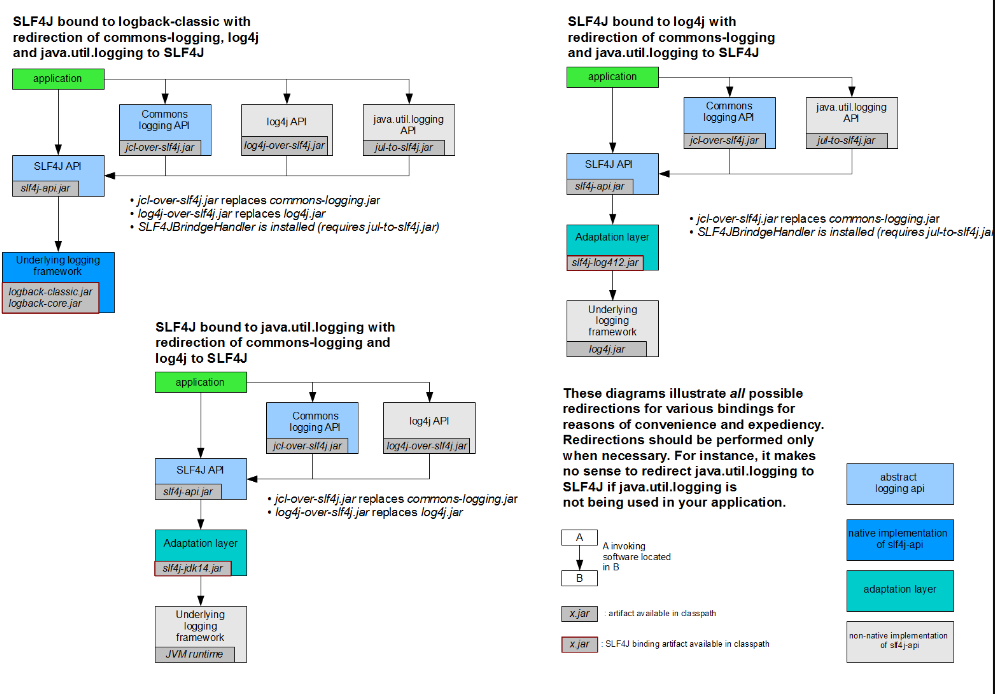 SLF4J bound to logback-classic with
redirection of commons-logging, log4j
and java.util.logging to SLF4J
application
Commons
logging API
jcl-over-slf4j.jar
log4j API
log4j-over-slf4j.jar
java.util.logging
API
jul-to-slf4j.jar
SLF4J API
slf4j-api.jar
• jcl-over-slf4j.jar replaces commons-logging.jar
• log4j-over-slf4j.jar replaces log4j.jar
• SLF4JBrindgeHandler is installed (requires jul-to-slf4j.jar)
Underlying logging
framework
logback-classic.jar
logback-core.jar
SLF4J bound to log4j with
redirection of commons-logging
and java.util.logging to SLF4J
application
Commons
logging API
jcl-over-slf4j.jar
java.util.logging
API
jul-to-slf4j.jar
SLF4J API
slf4j-api.jar
• jcl-over-slf4j.jar replaces commons-logging.jar
• SLF4JBrindgeHandler is installed (requires jul-to-slf4j.jar
Adaptation layer
slf4j-log412.jar
Underlying
logging
framework
log4j.jar
SLF4J bound to java.util.logging with
redirection of commons-logging and
log4j to SLF4J
application
Commons
logging API
jcl-over-slf4j.jar
log4j API
log4j-over-slf4j.jar
SLF4J API
slf4j-api.jar
• jcl-over-slf4j.jar replaces commons-logging.jar
• log4j-over-slf4j.jar replaces log4j.jar
Adaptation layer
slf4j-jdk14.jar
Underlying
logging
framework
JVM runtime
These diagrams illustrate all possible
redirections for various bindings for
reasons of convenience and expediency.
Redirections should be performed only
when necessary. For instance, it makes
no sense to redirect java.util.logging to
SLF4J if java.util.logging is
not being used in your application.
A
B
A invoking
software located
in B
x.jar : artifact available in classpath
x.jar : SLF4J binding artifact available in classpath
abstract
logging api
native implementation
of slf4j-api
adaptation layer
non-native implementation
of slf4j-api